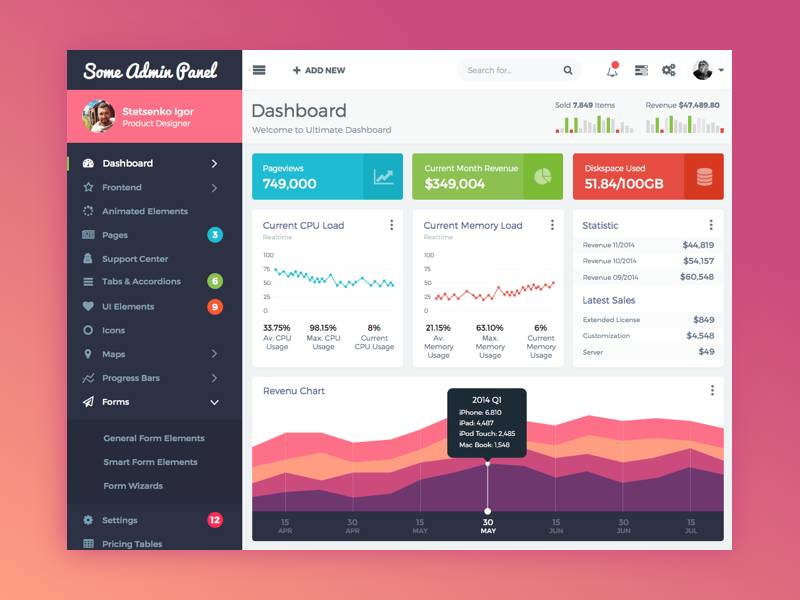 Some Admin Panel
Stetsenko Igor
Product Designer
Dashboard
Frontend
Animated Elements
Pages 3
Support Center
Tabs & Accordions 6
UI Elements 9
Icons
Maps
Progress Bars
Forms
General Form Elements
Smart Form Elements
Form Wizards
Settings 12
Pricing Tables
+ ADD NEW
Search for...
Dashboard
Welcome to Ultimate Dashboard
Sold 7,849 Items
Revenue $47,489.80
Pageviews
749,000
Current Month Revenue
$349,004
Diskspace Used
51.84/100GB
Current CPU Load
Realtime
100
75
50
25
0
33.75% 98.15% 8%
Av. CPU Max. CPU Current
Usage Usage CPU Usage
Current Memory Load
Realtime
100
75
50
25
0
21.15% 63.10% 6%
Av. Max. Current
Memory Memory Memory
Usage Usage Usage
Statistic
Revenue 11/2014 $44,819
Revenue 10/2014 $54,157
Revenue 09/2014 $60,548
Latest Sales
Extended License $849
Customization $4,548
Server $49
Revenu Chart
2014 Q1
iPhone: 6.810
iPad: 4,487
iPod Touch: 2,485
Mac Book: 1,548
15 30 15 30 15 30 15
APR APR MAY MAY JUN JUN JUL